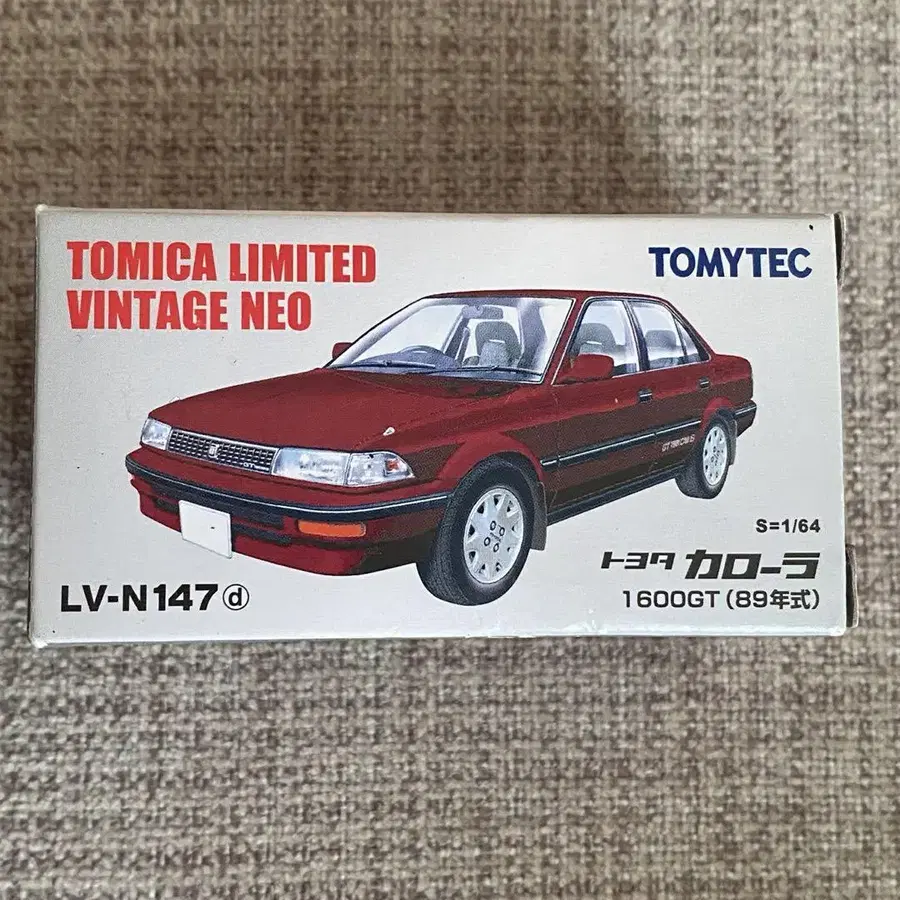 TOMICA LIMITED
VINTAGE NEO
TOMYTEC
S=1/64
トヨタ カローラ
1600GT(89年式)
LV-N147ⓓ